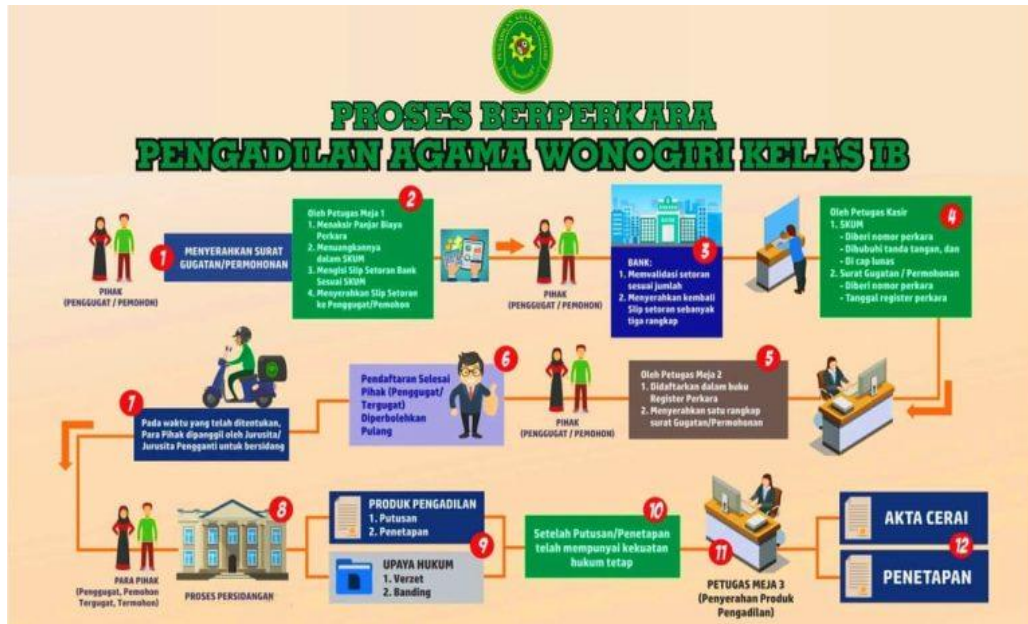 PROSES BERPERKARA
PENGADILAN AGAMA WONOGIRI KELAS IB
PIHAK
(PENGGUGAT / PEMOHON)
1
MENYERAHKAN SURAT
GUGATAN/PERMOHONAN
2
Oleh Petugas Meja 1
1. Menaksir Panjar Biaya
Perkara
2. Menuangkannya
dalam SKUM
3. Mengisi Slip Setoran Bank
Sesuai SKUM
4. Menyerahkan Slip Setoran
ke Penggugat/Pemohon
PIHAK
(PENGGUGAT / PEMOHON)
3
BANK:
1. Memvalidasi setoran
sesuai jumlah
2. Menyerahkan kembali
Slip setoran sebanyak
tiga rangkap
4
Oleh Petugas Kasir
1. SKUM
- Diberi nomor perkara
- Dibubuhi tanda tangan, dan
- Di cap lunas
2. Surat Gugatan / Permohonan
- Diberi nomor perkara
- Tanggal register perkara
5
Oleh Petugas Meja 2
1. Didaftarkan dalam buku
Register Perkara
2. Menyerahkan satu rangkap
surat Gugatan/Permohonan
PIHAK
(PENGGUGAT / PEMOHON)
6
Pendaftaran Selesai
Pihak (Penggugat/
Tergugat)
Diperbolehkan
Pulang
7
Pada waktu yang telah ditentukan,
Para Pihak dipanggil oleh Jurusita/
Jurusita Pengganti untuk bersidang
PARA PIHAK
(Penggugat, Pemohon
Tergugat, Termohon)
8
PROSES PERSIDANGAN
PRODUK PENGADILAN
1. Putusan
2. Penetapan
9
UPAYA HUKUM
1. Verzet
2. Banding
10
Setelah Putusan/Penetapan
telah mempunyai kekuatan
hukum tetap
11
PETUGAS MEJA 3
(Penyerahan Produk
Pengadilan)
AKTA CERAI
12
PENETAPAN